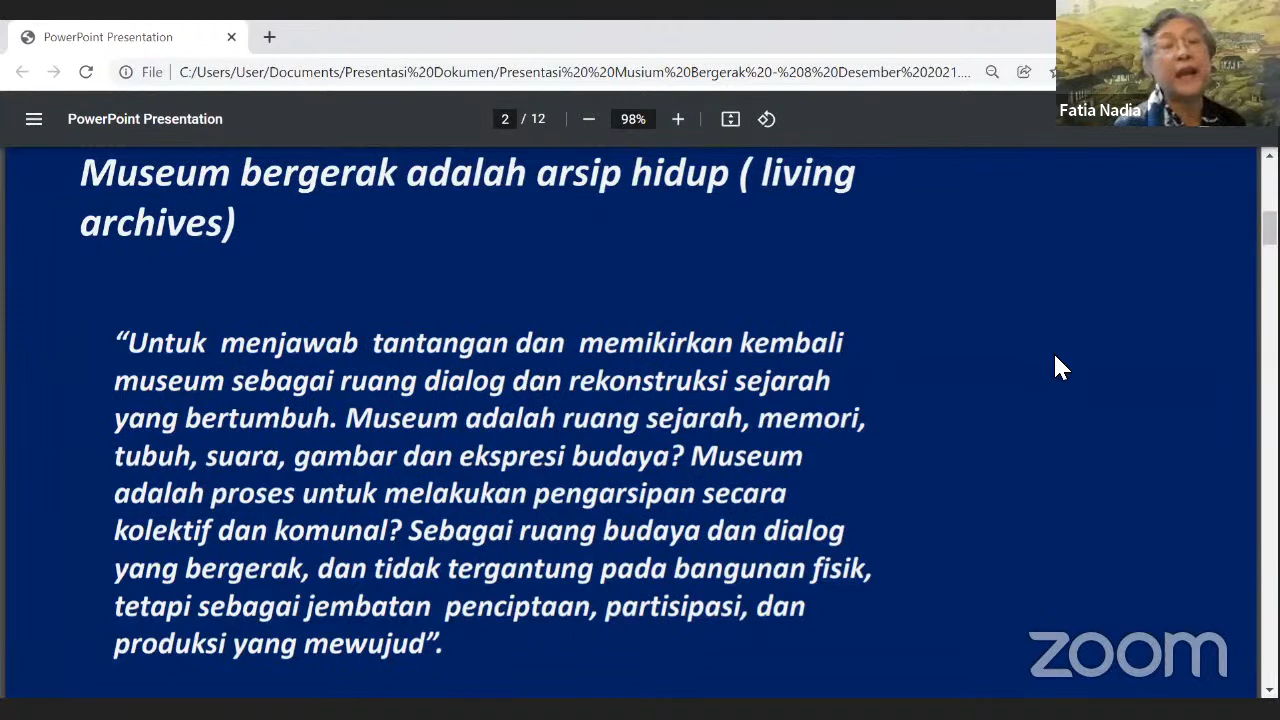 PowerPoint Presentation
File
C:/Users/User/Documents/Presentasi%20Dokumen/Presentasi%20%20Musium%20Bergerak%20-%208%20Desember%202021...
PowerPoint Presentation
2 / 12
98%
Fatia Nadia
Museum bergerak adalah arsip hidup ( living
archives)
“Untuk menjawab tantangan dan memikirkan kembali
museum sebagai ruang dialog dan rekonstruksi sejarah
yang bertumbuh. Museum adalah ruang sejarah, memori,
tubuh, suara, gambar dan ekspresi budaya? Museum
adalah proses untuk melakukan pengarsipan secara
kolektif dan komunal? Sebagai ruang budaya dan dialog
yang bergerak, dan tidak tergantung pada bangunan fisik,
tetapi sebagai jembatan penciptaan, partisipasi, dan
produksi yang mewujud”.
zoom